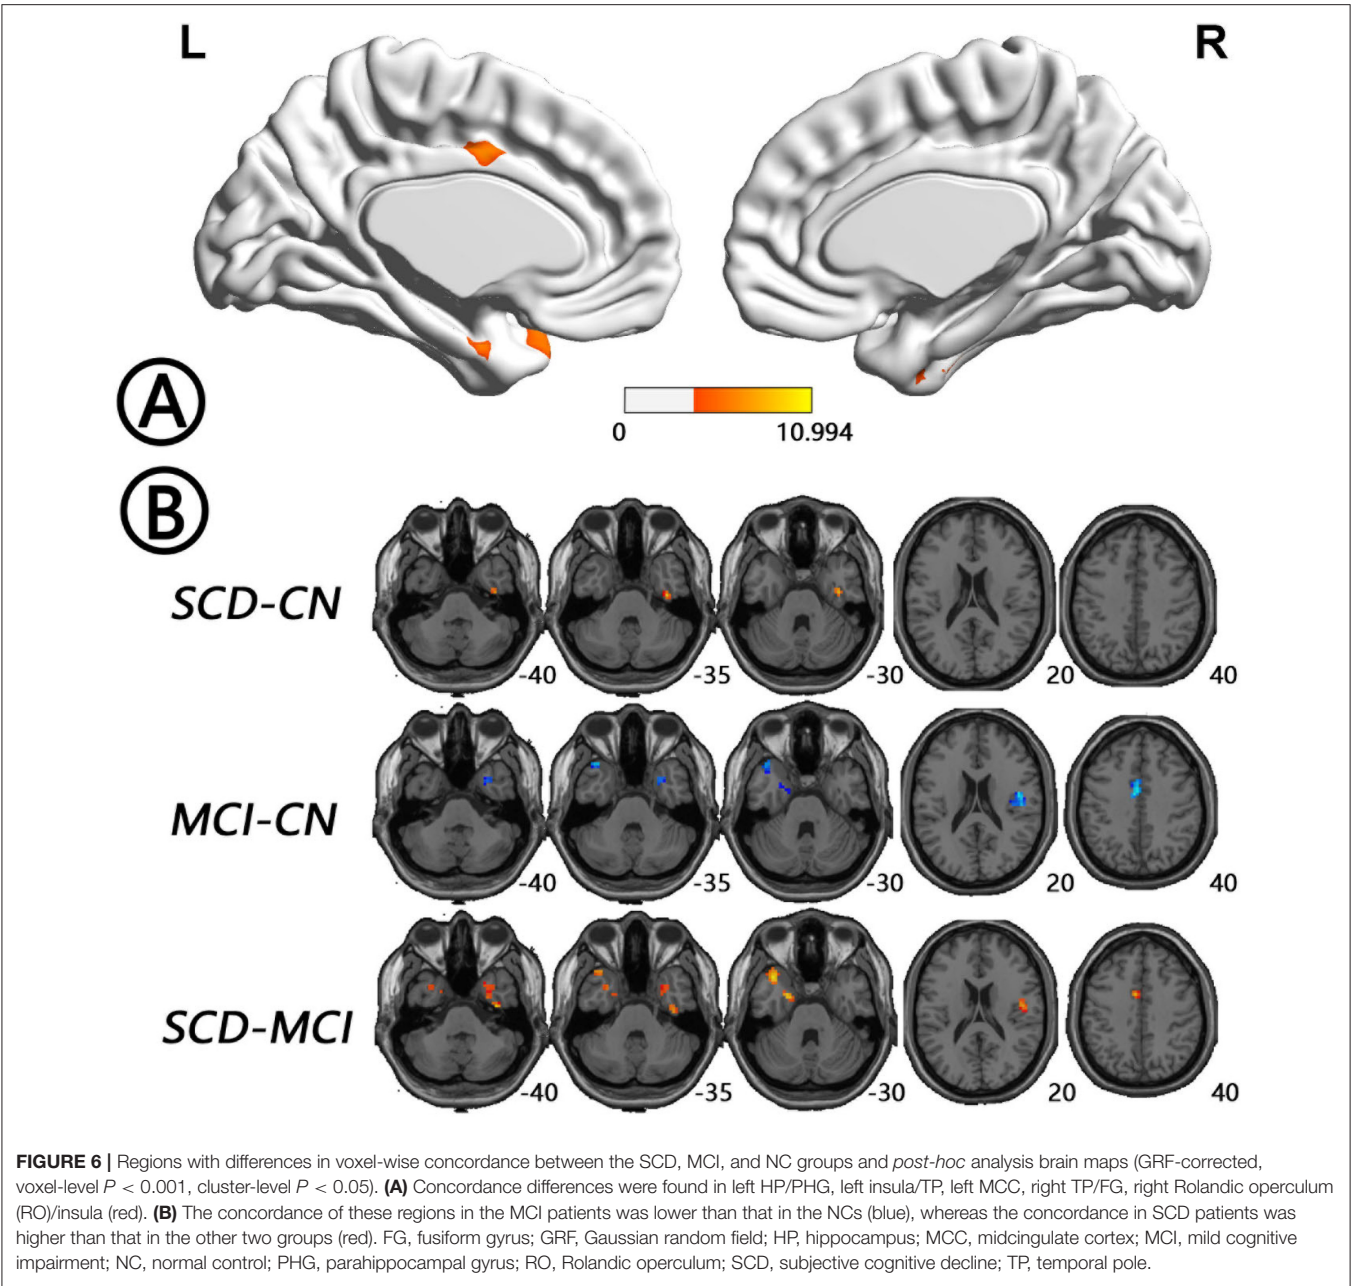 L R
A
0 10.994
B
SCD-CN
-40 -35 -30 20 40
MCI-CN
-40 -35 -30 20 40
SCD-MCI
-40 -35 -30 20 40
FIGURE 6 | Regions with differences in voxel-wise concordance between the SCD, MCI, and NC groups and post-hoc analysis brain maps (GRF-corrected,
voxel-level P < 0.001, cluster-level P < 0.05). (A) Concordance differences were found in left HP/PHG, left insula/TP, left MCC, right TP/FG, right Rolandic operculum
(RO)/insula (red). (B) The concordance of these regions in the MCI patients was lower than that in the NCs (blue), whereas the concordance in SCD patients was
higher than that in the other two groups (red). FG, fusiform gyrus; GRF, Gaussian random field; HP, hippocampus; MCC, midcingulate cortex; MCI, mild cognitive
impairment; NC, normal control; PHG, parahippocampal gyrus; RO, Rolandic operculum; SCD, subjective cognitive decline; TP, temporal pole.